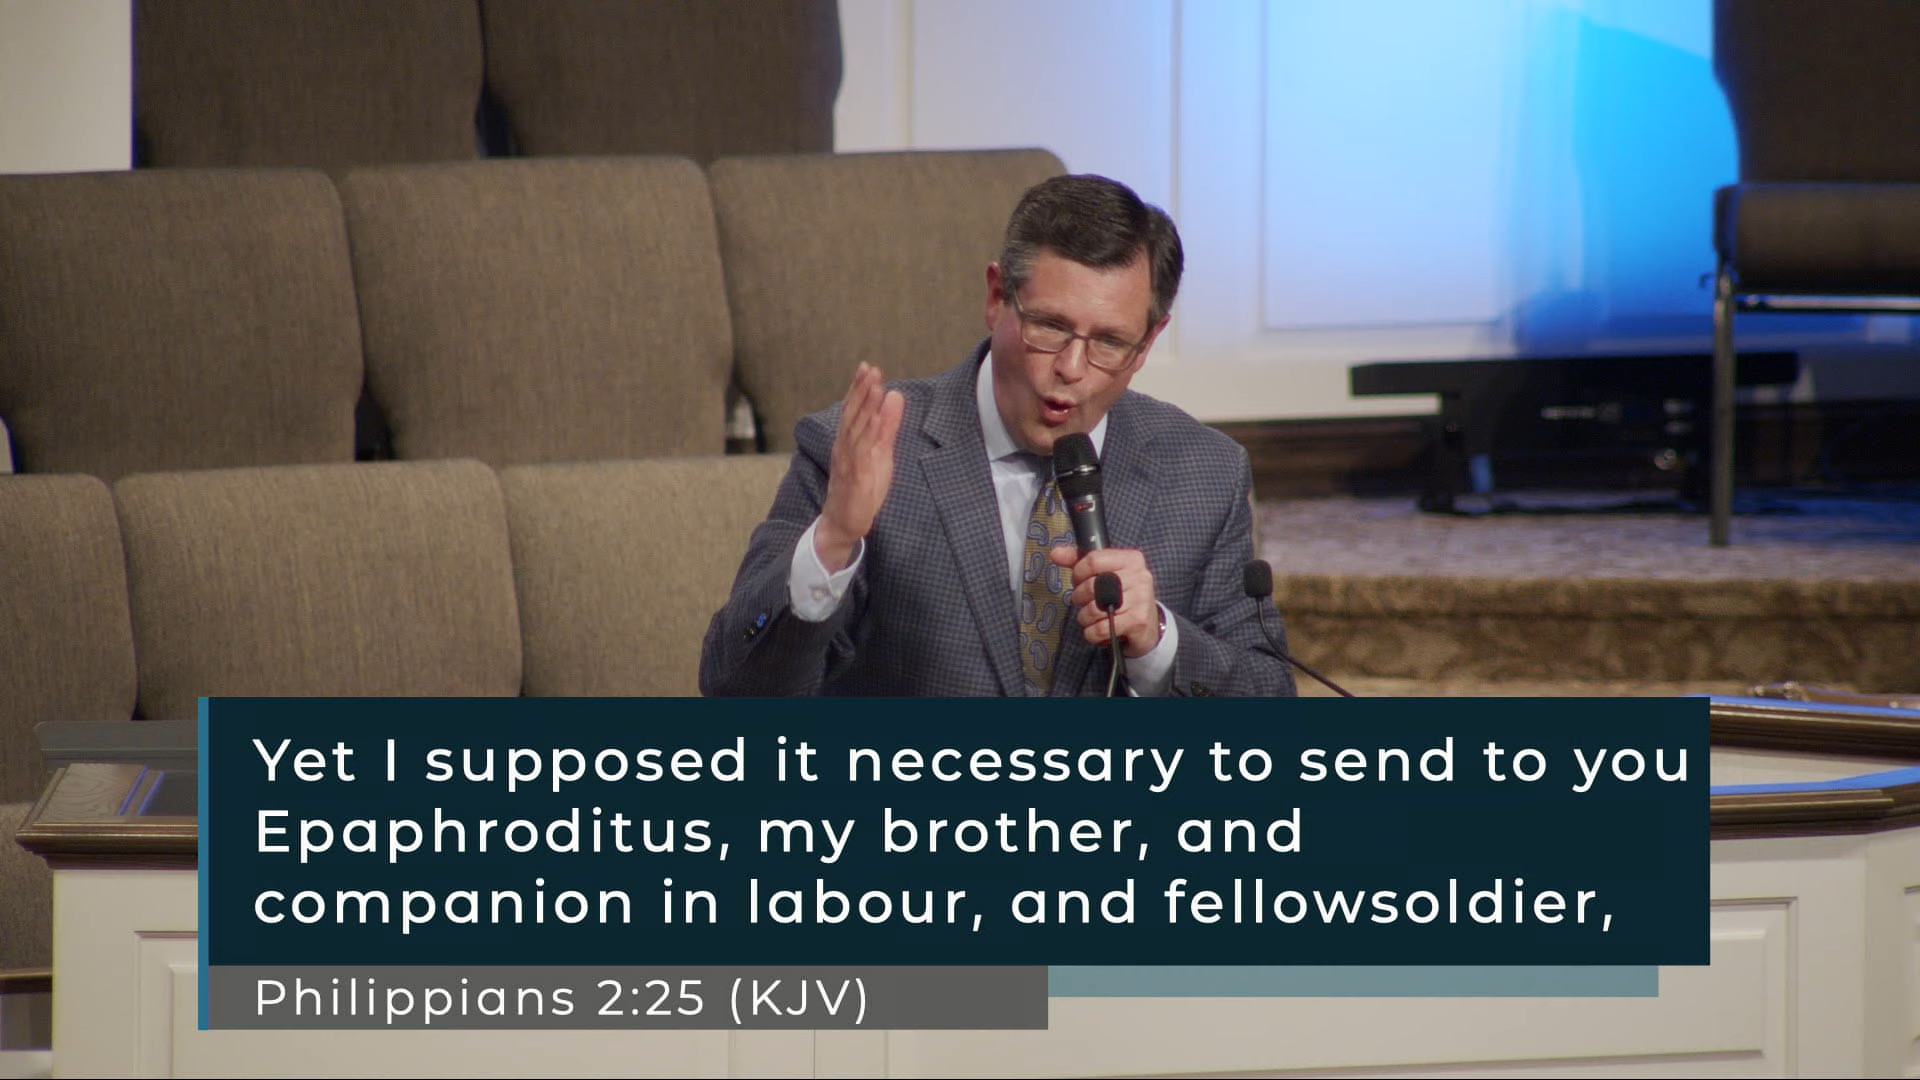 Yet I supposed it necessary to send to you
Epaphroditus, my brother, and
companion in labour, and fellowsoldier,
Philippians 2:25 (KJV)